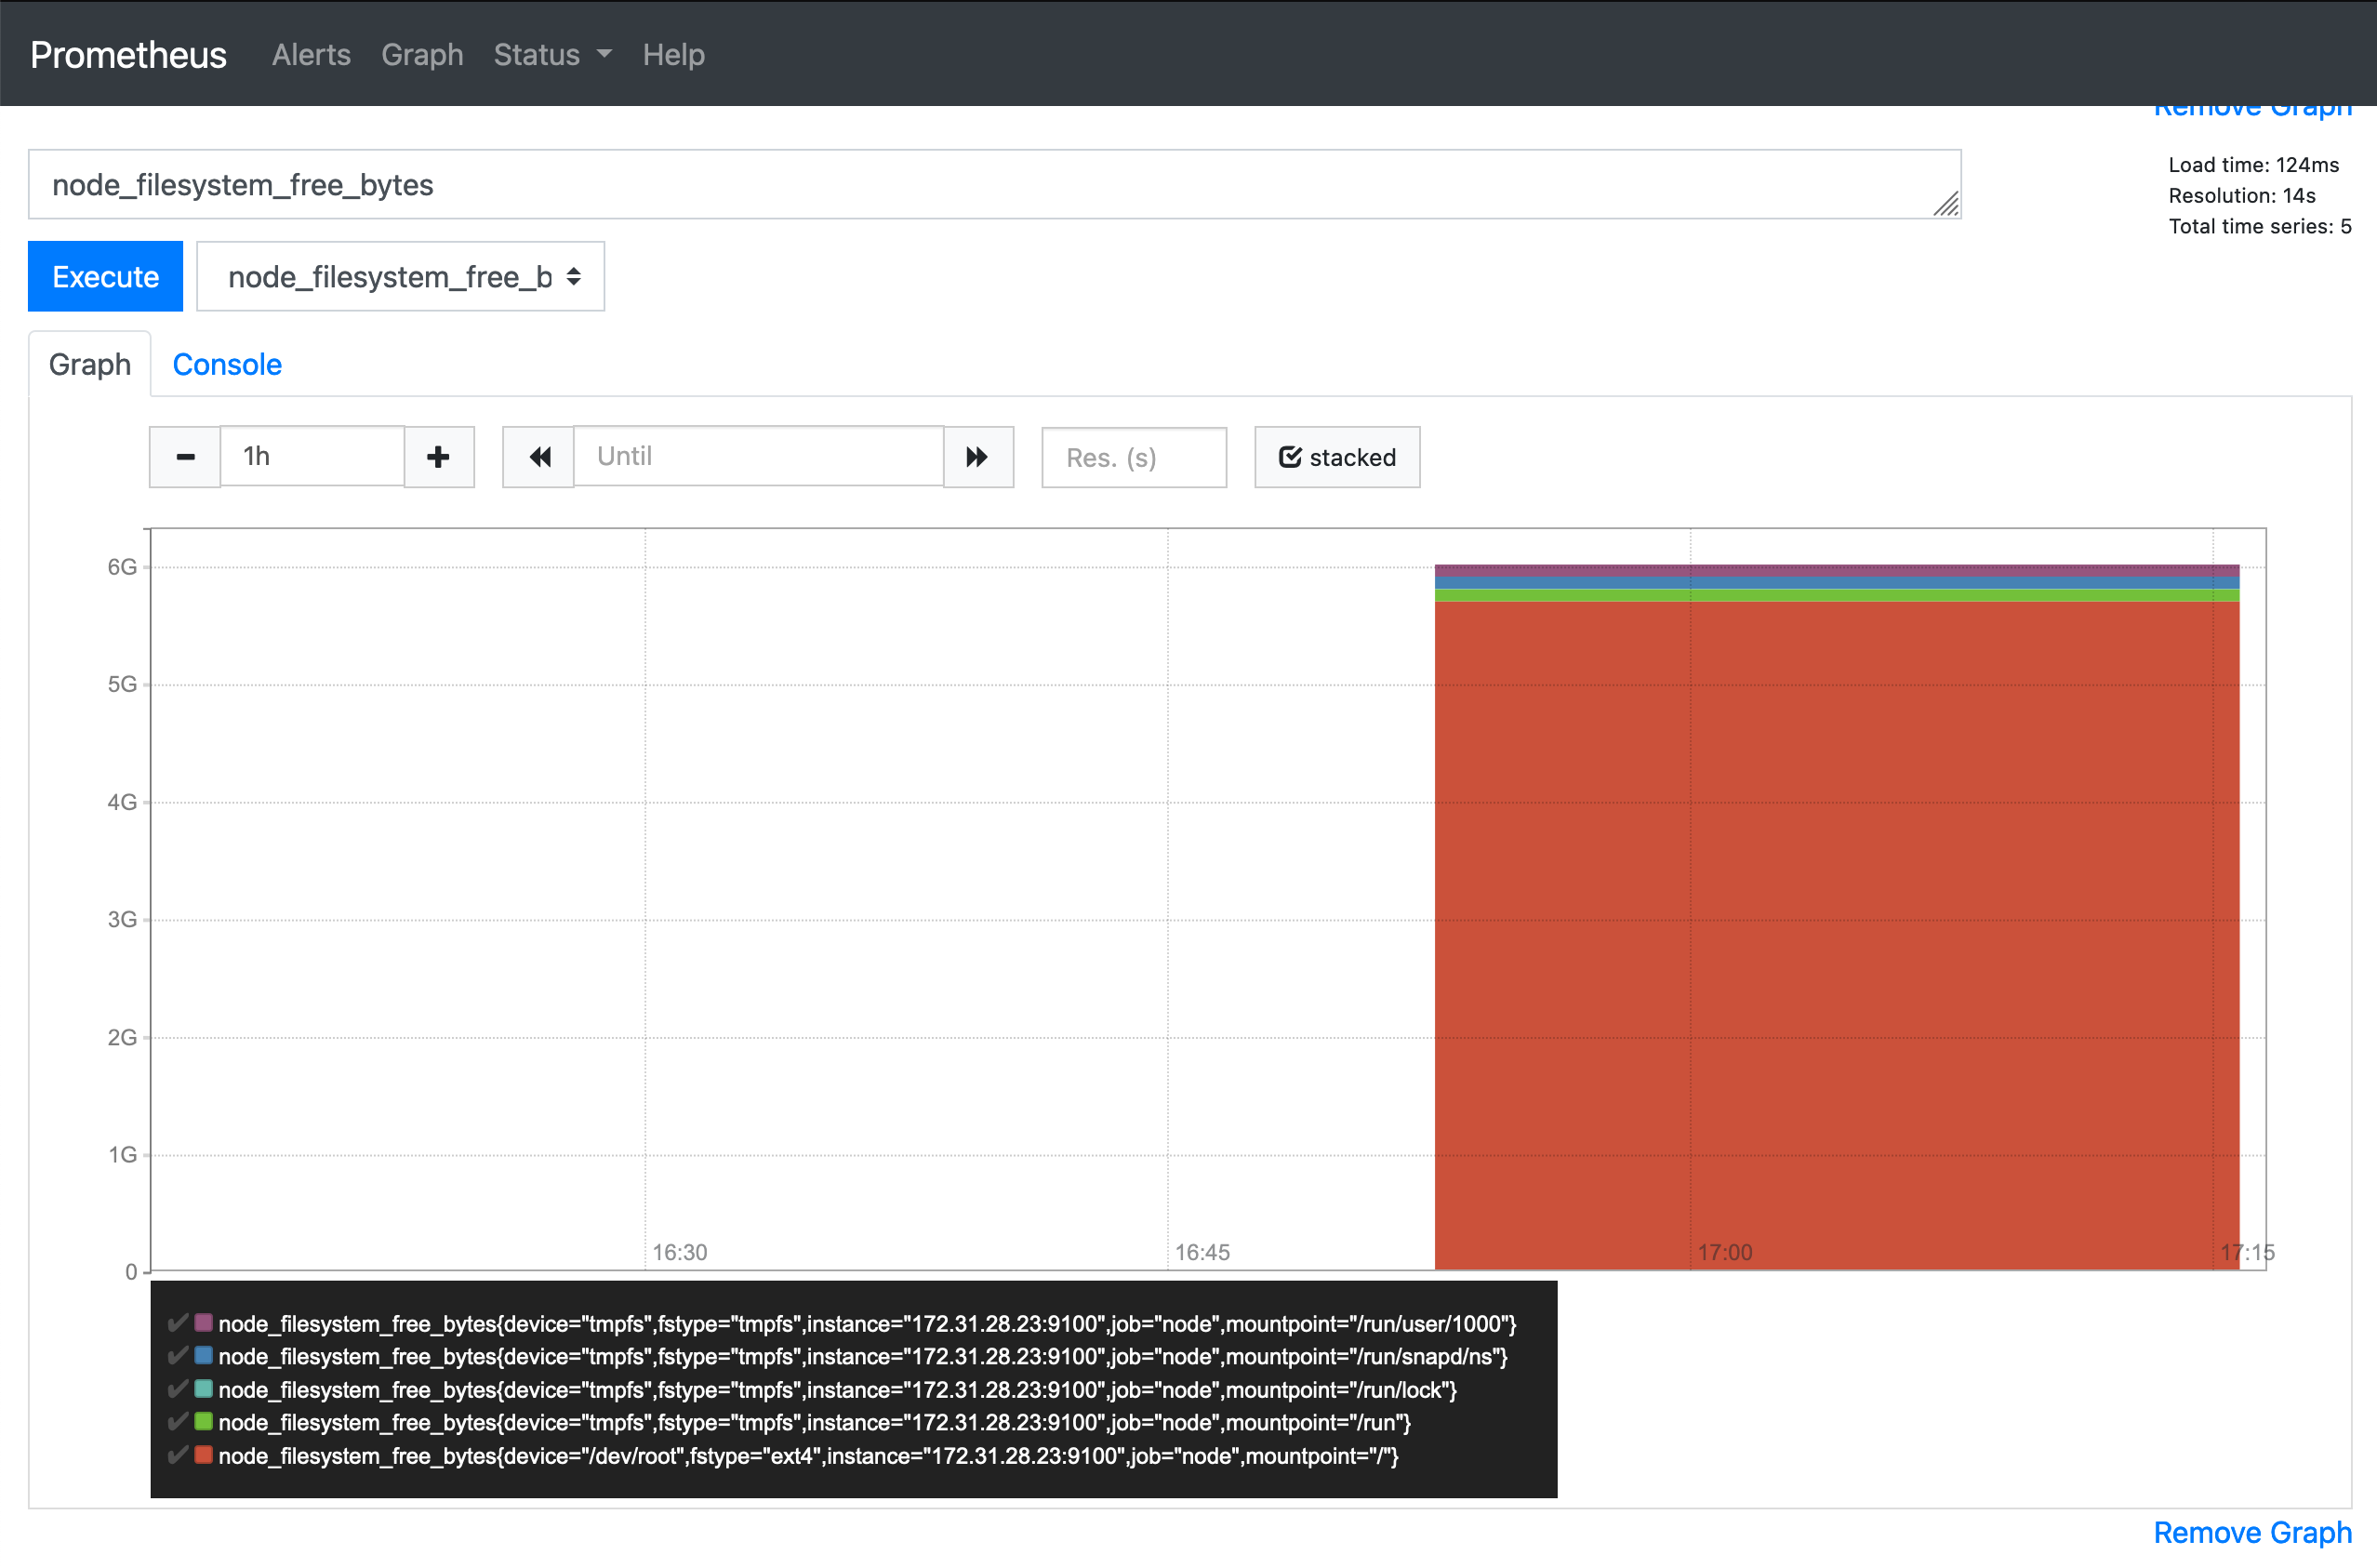 Prometheus Alerts Graph Status Help
Remove Graph
node_filesystem_free_bytes
Load time: 124ms
Resolution: 14s
Total time series: 5
Execute node_filesystem_free_b
Graph Console
1h Until Res. (s) stacked
6G
5G
4G
3G
2G
1G
0
16:30 16:45 17:00 17:15
node_filesystem_free_bytes{device="tmpfs",fstype="tmpfs",instance="172.31.28.23:9100",job="node",mountpoint="/run/user/1000"}
node_filesystem_free_bytes{device="tmpfs",fstype="tmpfs",instance="172.31.28.23:9100",job="node",mountpoint="/run/snapd/ns"}
node_filesystem_free_bytes{device="tmpfs",fstype="tmpfs",instance="172.31.28.23:9100",job="node",mountpoint="/run/lock"}
node_filesystem_free_bytes{device="tmpfs",fstype="tmpfs",instance="172.31.28.23:9100",job="node",mountpoint="/run"}
node_filesystem_free_bytes{device="/dev/root",fstype="ext4",instance="172.31.28.23:9100",job="node",mountpoint="/"}
Remove Graph